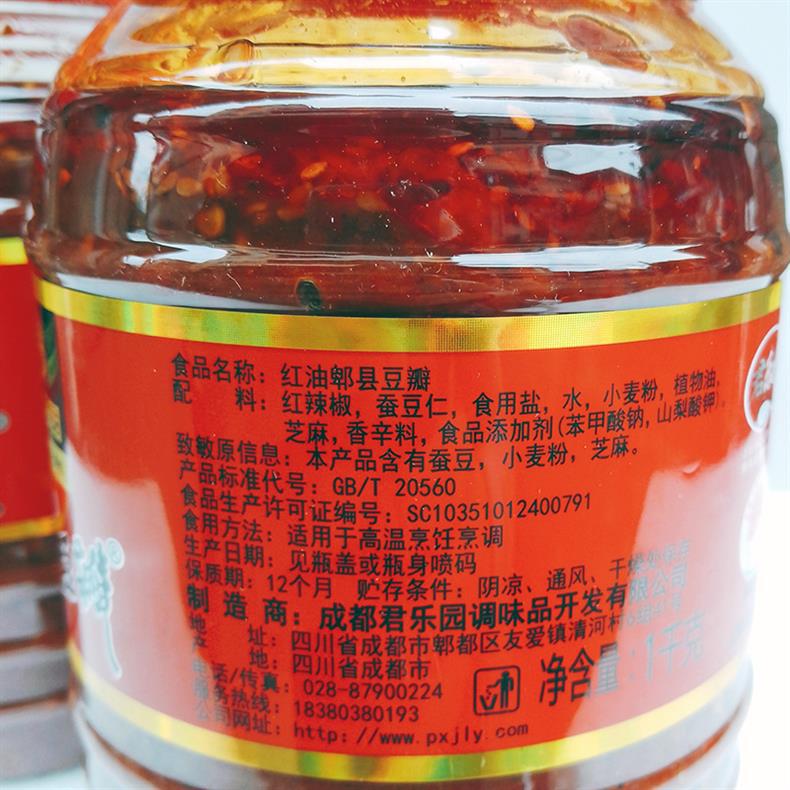 食品名称：红油郫县豆瓣
配　料：红辣椒，蚕豆仁，食用盐，水，小麦粉，植物油，
芝麻，香辛料，食品添加剂(苯甲酸钠，山梨酸钾)。
致敏原信息：本产品含有蚕豆，小麦粉，芝麻。
产品标准代号：GB/T 20560
食品生产许可证编号：SC10351012400791
食用方法：适用于高温烹饪烹调
生产日期：见瓶盖或瓶身喷码
保质期：12个月　贮存条件：阴凉、通风、干燥处保存
制造商：成都君乐园调味品开发有限公司
地　址：四川省成都市郫都区友爱镇清河村
产　地：四川省成都市
电话/传真：028-87900224
服务热线：18380380193
公司网址：http://www.pxjly.com
净含量：1千克